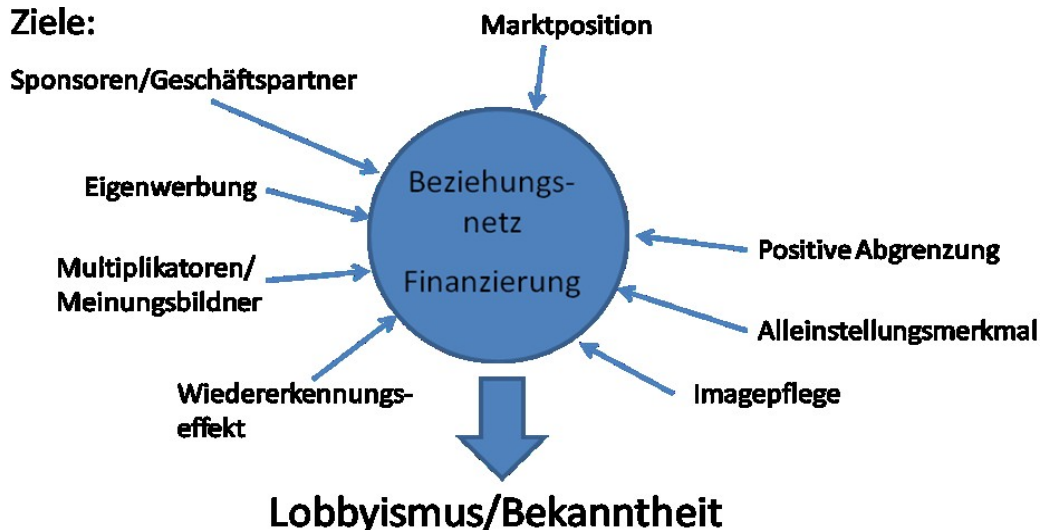 Ziele:
Marktposition
Sponsoren/Geschäftspartner
Beziehungs-
netz
Finanzierung
Eigenwerbung
Multiplikatoren/
Meinungsbildner
Wiedererkennungs-
effekt
Positive Abgrenzung
Alleinstellungsmerkmal
Imagepflege
Lobbyismus/Bekanntheit